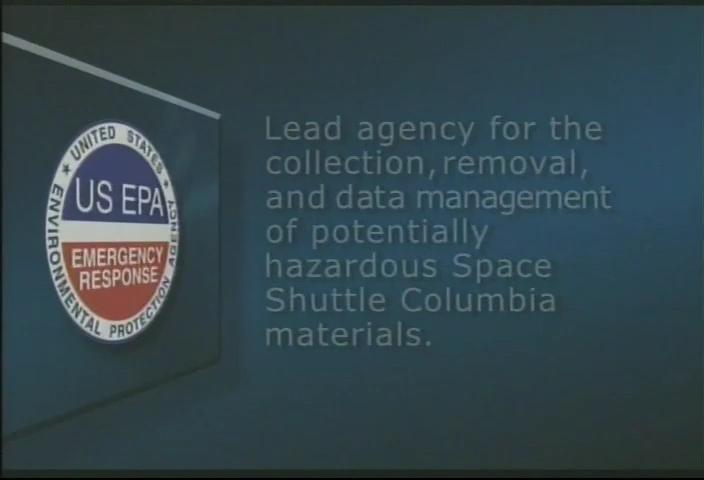 UNITED STATES
US EPA
EMERGENCY
RESPONSE
ENVIRONMENTAL PROTECTION AGENCY
Lead agency for the
collection, removal,
and data management
of potentially
hazardous Space
Shuttle Columbia
materials.